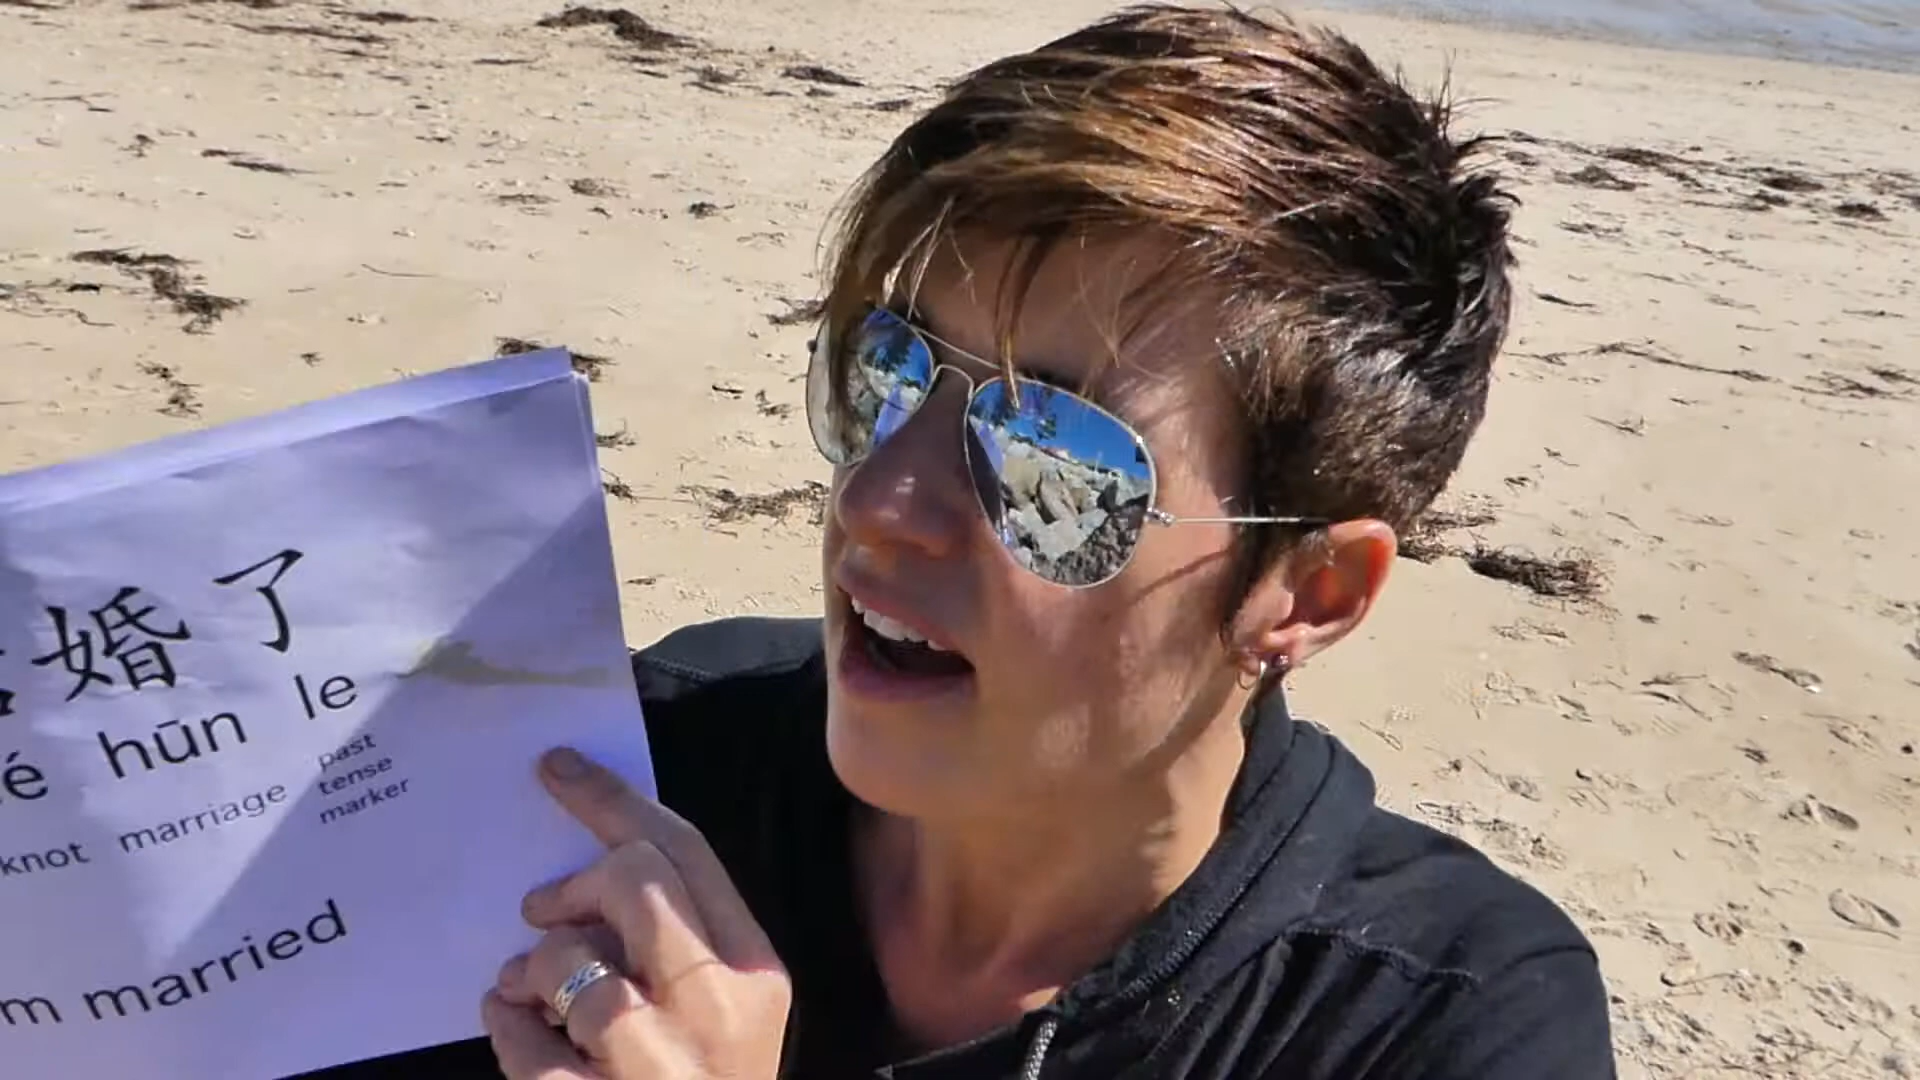 婚了
é hūn le
knot marriage past tense marker
m married